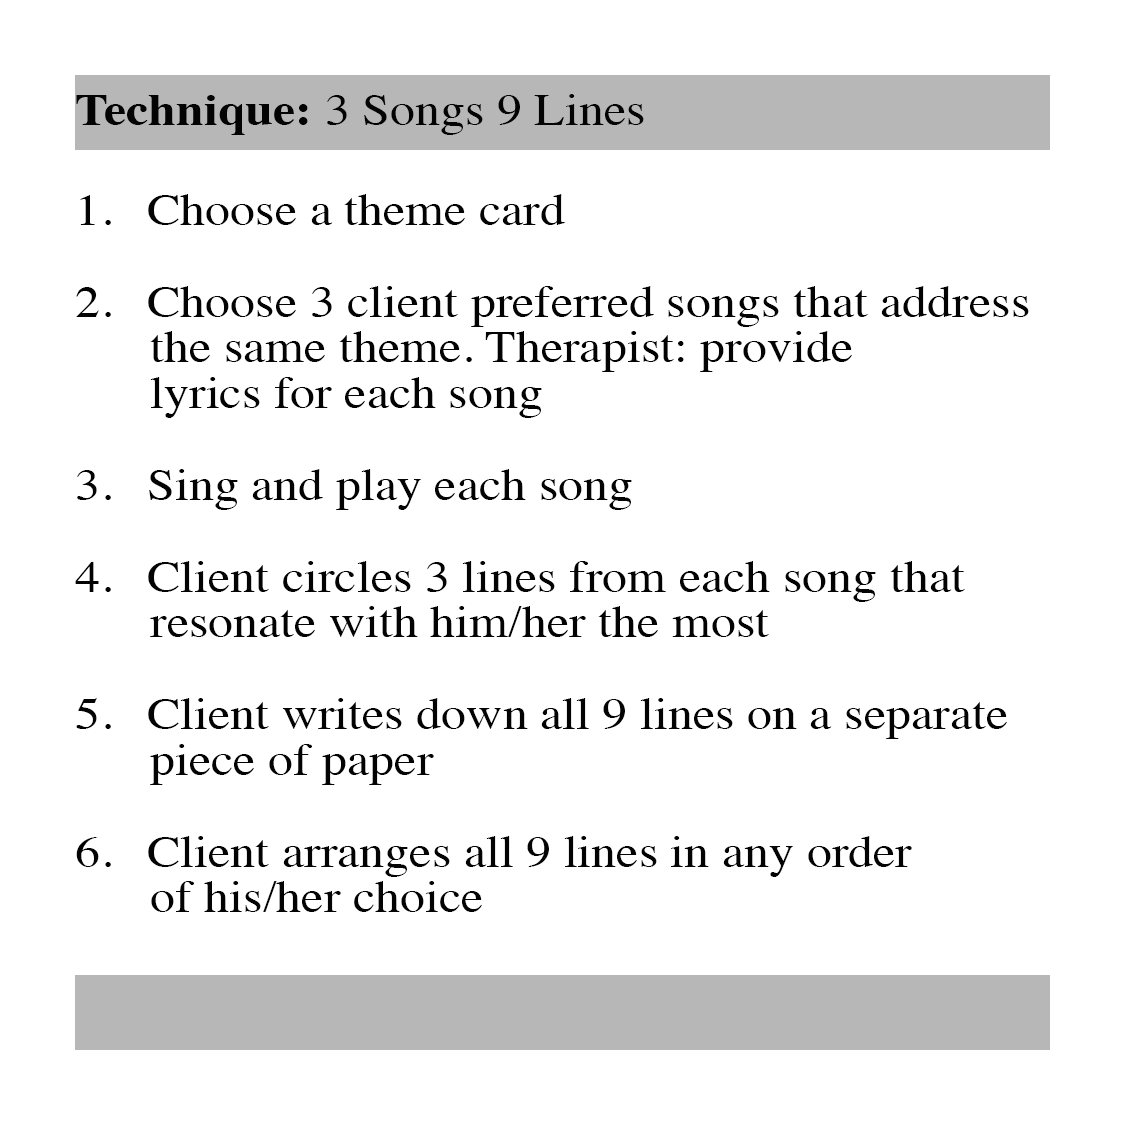 Technique: 3 Songs 9 Lines
1. Choose a theme card
2. Choose 3 client preferred songs that address
the same theme. Therapist: provide
lyrics for each song
3. Sing and play each song
4. Client circles 3 lines from each song that
resonate with him/her the most
5. Client writes down all 9 lines on a separate
piece of paper
6. Client arranges all 9 lines in any order
of his/her choice